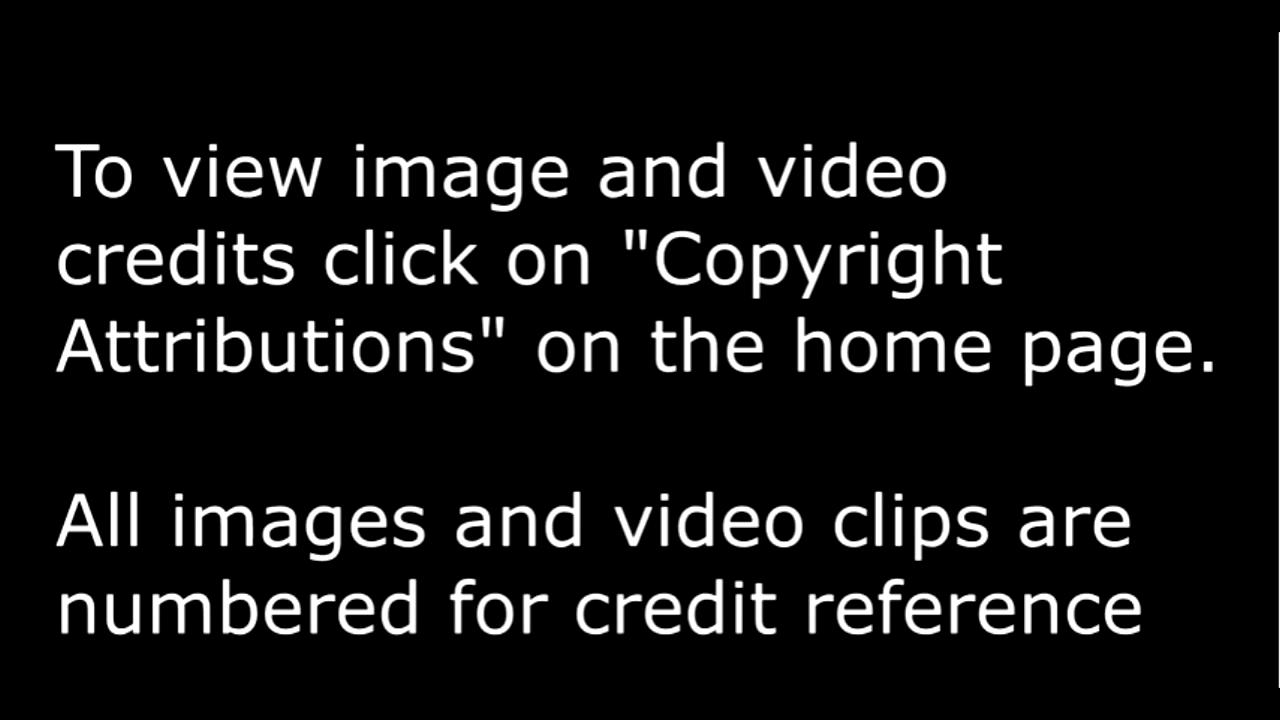 To view image and video
credits click on "Copyright
Attributions" on the home page.
All images and video clips are
numbered for credit reference